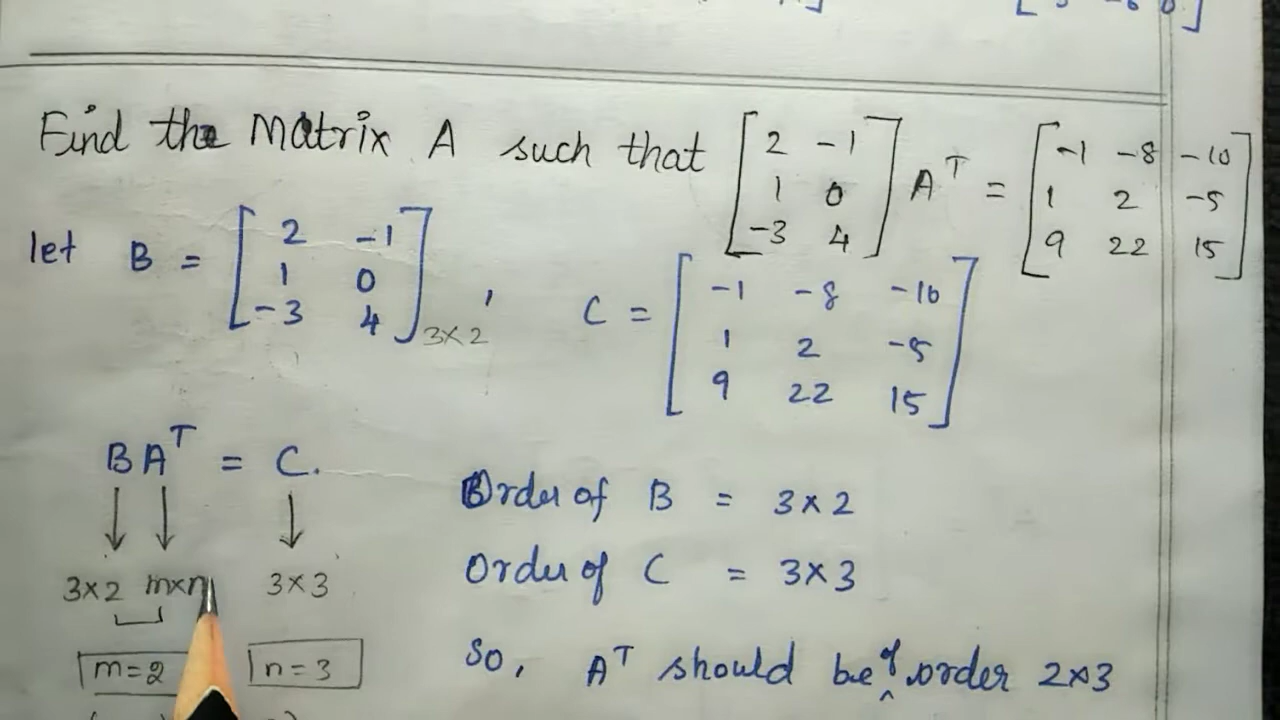 Find the Matrix A such that [2 -1; 1 0; -3 4] Aᵀ = [-1 -8 -10; 1 2 -5; 9 22 15]
let B = [2 -1; 1 0; -3 4] 3×2 , C = [-1 -8 -10; 1 2 -5; 9 22 15]
BAᵀ = C.
3×2 m×n 3×3
m=2 n=3
Order of B = 3×2
Order of C = 3×3
So, Aᵀ should be of order 2×3